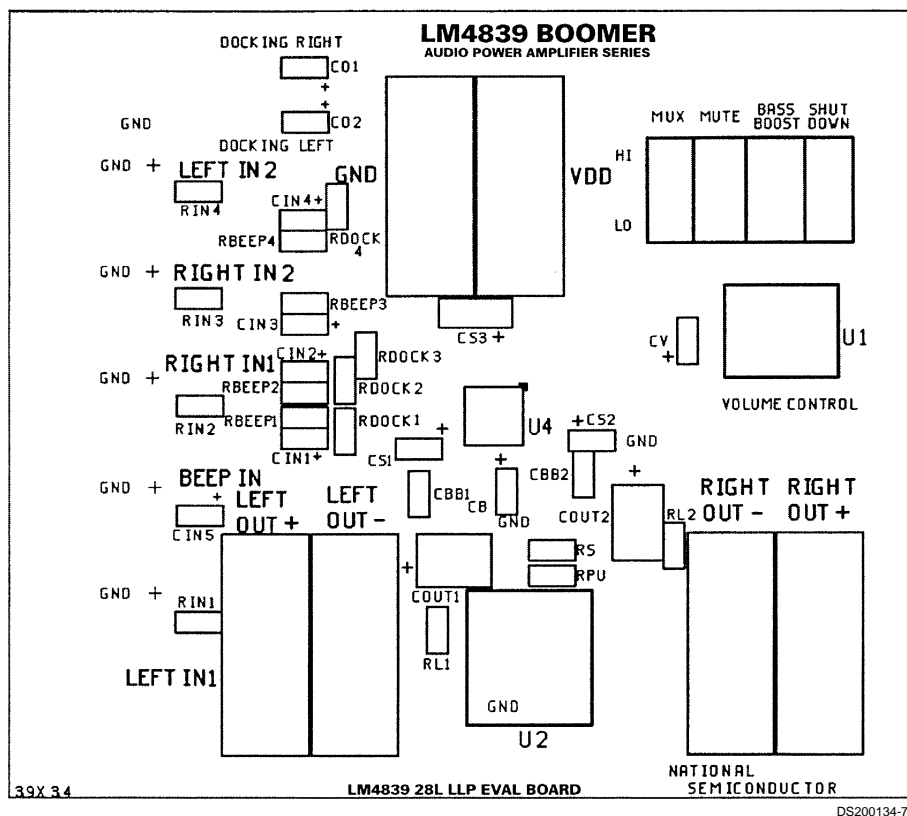 LM4839 BOOMER
AUDIO POWER AMPLIFIER SERIES
DOCKING RIGHT
CO1
+
+
CO2
DOCKING LEFT
GND
MUX MUTE BASS BOOST SHUT DOWN
HI
LO
GND + LEFT IN 2
RIN4
GND
VDD
CIN4+
RBEEP4
RDOCK
4
GND + RIGHT IN 2
RIN3
RBEEP3
CIN3 +
CS3 +
CV
+
U1
VOLUME CONTROL
GND + RIGHT IN1
CIN2+
RDOCK3
RBEEP2
RDOCK2
RIN2
RBEEP1
RDOCK1
CIN1+
U4
+
CS1
+CS2
GND
GND + BEEP IN
+
CIN5
LEFT
OUT +
LEFT
OUT -
CBB1
+
CB
GND
CBB2
+
COUT2
RL2
RIGHT
OUT -
RIGHT
OUT +
RS
RPU
+
COUT1
GND +
RIN1
RL1
LEFT IN1
GND
U2
NATIONAL
SEMICONDUCTOR
39X34
LM4839 28L LLP EVAL BOARD
DS200134-7